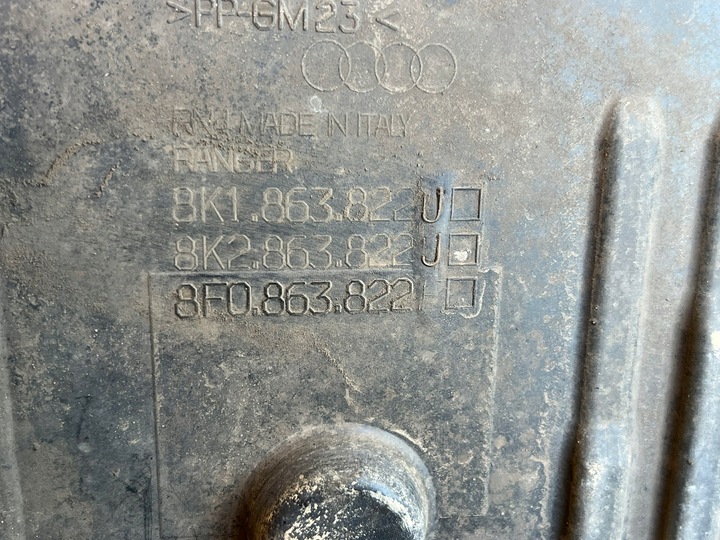 >PP-GM23<
MADE IN ITALY
RANGER
8K1.863.822 J
8K2.863.822 J
8F0.863.822